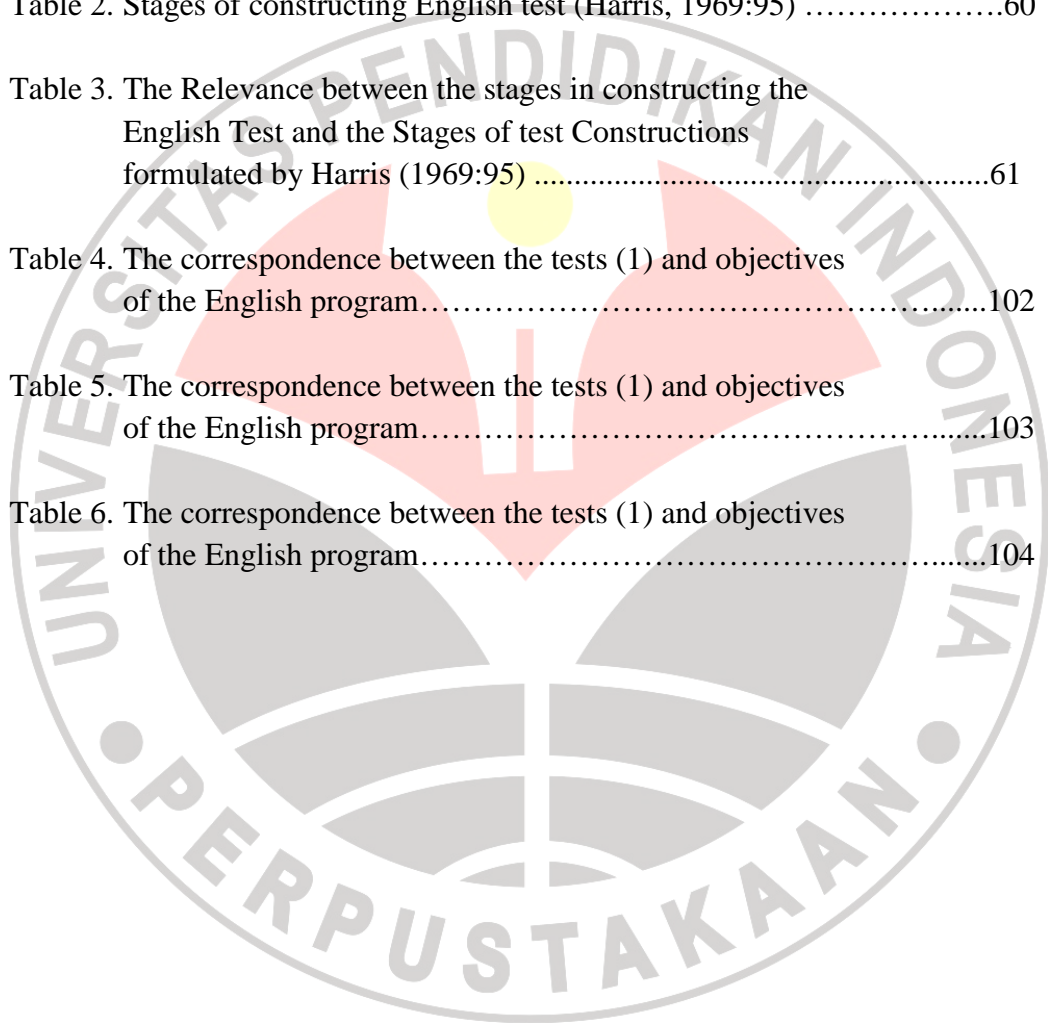 Table 2. Stages of constructing English test (Harris, 1969:95) ……………….60
Table 3. The Relevance between the stages in constructing the
English Test and the Stages of test Constructions
formulated by Harris (1969:95) ....................................................61
Table 4. The correspondence between the tests (1) and objectives
of the English program…………………………………………….......102
Table 5. The correspondence between the tests (1) and objectives
of the English program…………………………………………….......103
Table 6. The correspondence between the tests (1) and objectives
of the English program…………………………………………….......104
UNIVERSITAS PENDIDIKAN INDONESIA
PERPUSTAKAAN